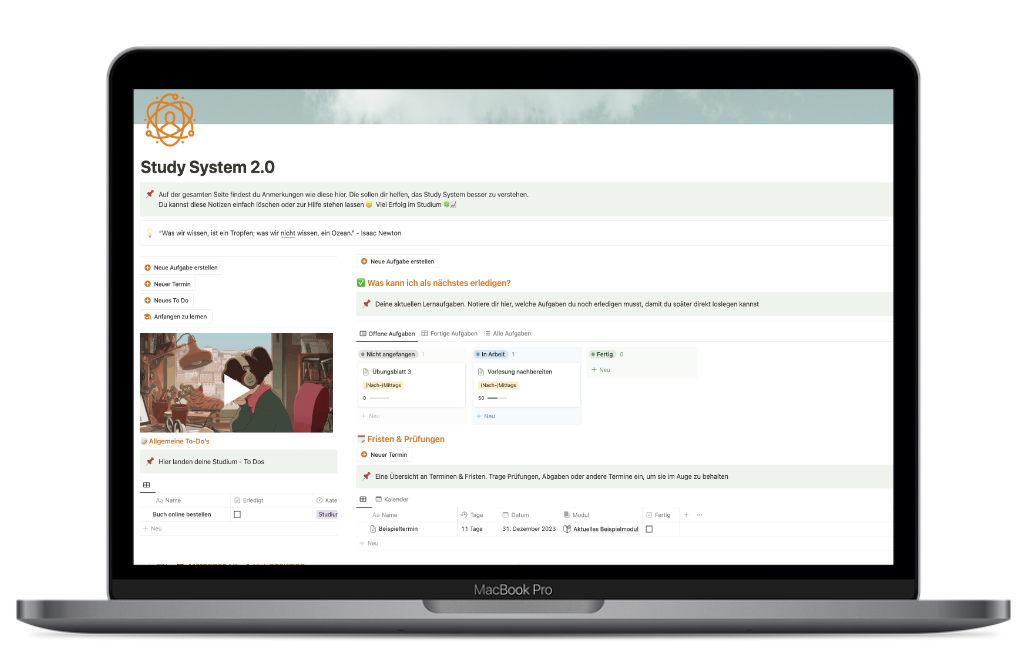 Study System 2.0
Auf der gesamten Seite findest du Anmerkungen wie diese hier. Die sollen dir helfen, das Study System besser zu verstehen.
Du kannst diese Notizen einfach löschen oder zur Hilfe stehen lassen 😊 Viel Erfolg im Studium 🍀📈
"Was wir wissen, ist ein Tropfen; was wir nicht wissen, ein Ozean." - Isaac Newton
Neue Aufgabe erstellen
Neuer Termin
Neues To Do
Anfangen zu lernen
Allgemeine To-Do's
Hier landen deine Studium - To Dos
Aa Name Erledigt Kate
Buch online bestellen Studiur
+ Neu
Neue Aufgabe erstellen
✅ Was kann ich als nächstes erledigen?
Deine aktuellen Lernaufgaben. Notiere dir hier, welche Aufgaben du noch erledigen musst, damit du später direkt loslegen kannst
Offene Aufgaben Fertige Aufgaben Alle Aufgaben
Nicht angefangen 1 In Arbeit 1 Fertig 0
Übungsblatt 3 Vorlesung nachbereiten + Neu
(Nach-)Mittags (Nach-)Mittags
0 50
+ Neu + Neu
Fristen & Prüfungen
Neuer Termin
Eine Übersicht an Terminen & Fristen. Trage Prüfungen, Abgaben oder andere Termine ein, um sie im Auge zu behalten
Kalender
Aa Name Tage Datum Modul Fertig + ···
Beispieltermin 11 Tage 31. Dezember 2023 Aktuelles Beispielmodul
+ Neu
MacBook Pro